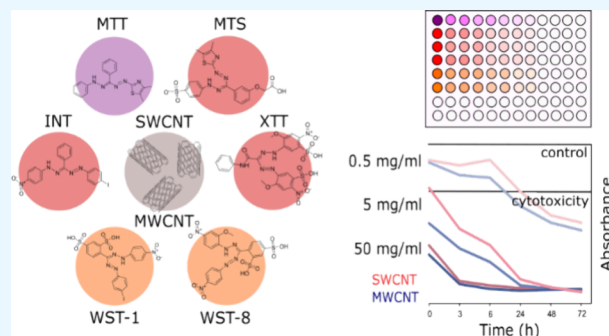 MTT
MTS
INT
SWCNT
XTT
MWCNT
WST-1
WST-8
control
0.5 mg/ml
cytotoxicity
5 mg/ml
50 mg/ml
SWCNT
MWCNT
Absorbance
0 3 6 24 48 72
Time (h)